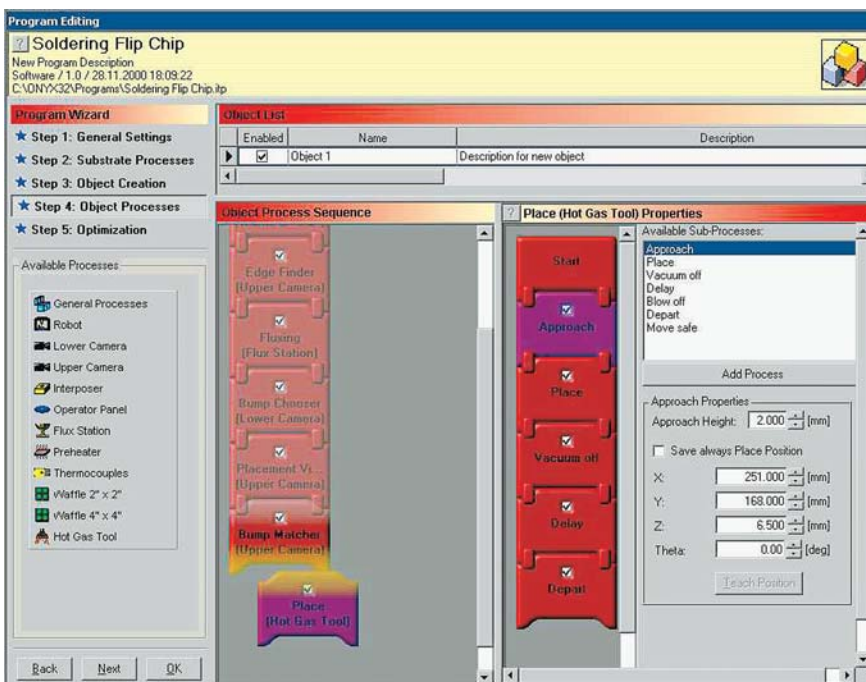 Program Editing
? Soldering Flip Chip
New Program Description
Software / 1.0 / 28.11.2000 18:09:22
C:\ONYX32\Programs\Soldering Flip Chip.itp
Program Wizard
Step 1: General Settings
Step 2: Substrate Processes
Step 3: Object Creation
Step 4: Object Processes
Step 5: Optimization
Available Processes
General Processes
Robot
Lower Camera
Upper Camera
Interposer
Operator Panel
Flux Station
Preheater
Thermocouples
Waffle 2" x 2"
Waffle 4" x 4"
Hot Gas Tool
Back Next OK
Object List
Enabled Name Description
Object 1 Description for new object
Object Process Sequence
Edge Finder
(Upper Camera)
Fluxing
(Flux Station)
Bump Chooser
(Lower Camera)
Placement Vi...
(Upper Camera)
Bump Matcher
(Upper Camera)
Place
(Hot Gas Tool)
? Place (Hot Gas Tool) Properties
Start
Approach
Place
Vacuum off
Delay
Depart
Available Sub-Processes:
Approach
Place
Vacuum off
Delay
Blow off
Depart
Move safe
Add Process
Approach Properties
Approach Height: 2.000 [mm]
Save always Place Position
X: 251.000 [mm]
Y: 168.000 [mm]
Z: 6.500 [mm]
Theta: 0.00 [deg]
Teach Position